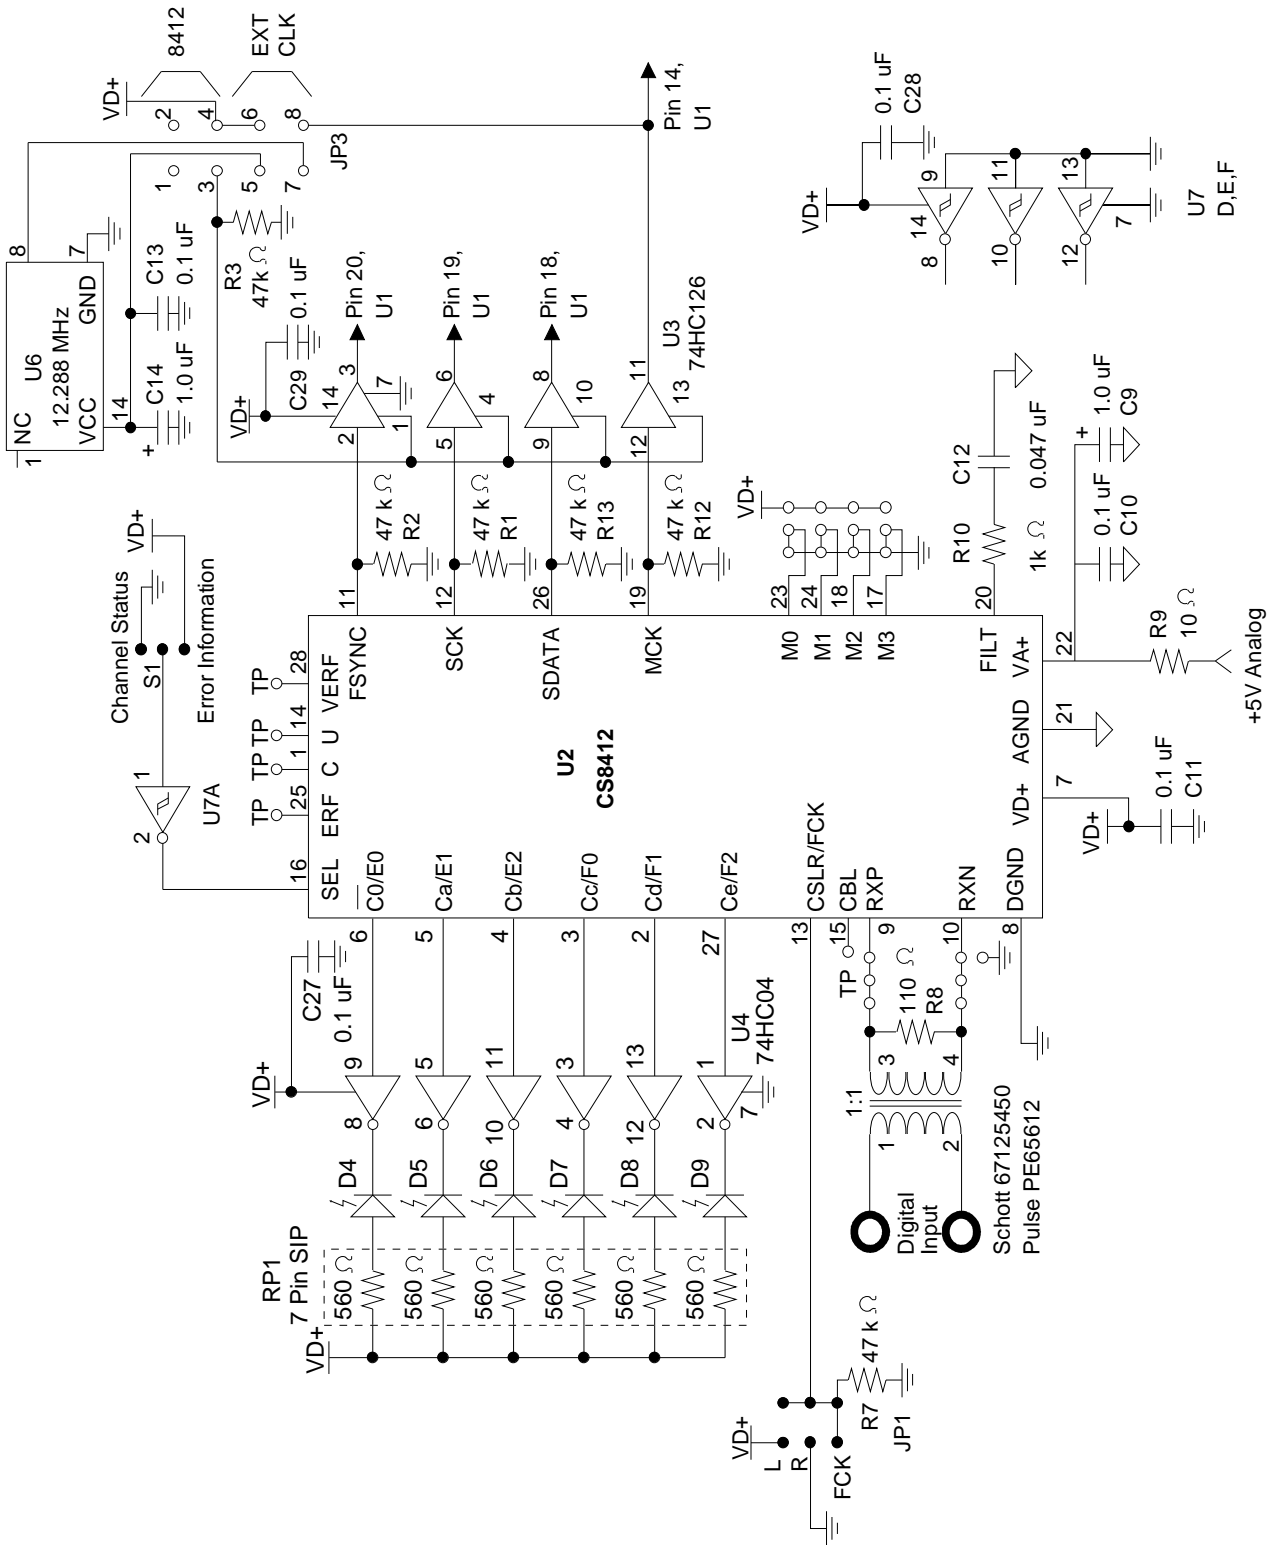 1
NC
U6
12.288 MHz
VCC
GND
14
8
7
+
C14
1.0 uF
C13
0.1 uF
VD+
2
4
6
8
1
3
5
7
JP3
8412
EXT
CLK
R3
47k Ω
VD+
C29
0.1 uF
14
2
3
7
1
Pin 20,
U1
5
6
4
Pin 19,
U1
9
8
10
Pin 18,
U1
12
11
13
U3
74HC126
Pin 14,
U1
47 k Ω
R2
47 k Ω
R1
47 k Ω
R13
47 k Ω
R12
VD+
C28
0.1 uF
14
9
8
11
10
13
12
7
U7
D,E,F
Channel Status
S1
Error Information
VD+
1
2
U7A
TP
TP
TP
TP
16
25
1
14
28
SEL
ERF
C
U
VERF
11
FSYNC
12
SCK
26
SDATA
19
MCK
23
M0
24
M1
18
M2
17
M3
VD+
20
FILT
R10
1k Ω
C12
0.047 uF
22
VA+
0.1 uF
C10
+
1.0 uF
C9
R9
10 Ω
+5V Analog
21
AGND
7
VD+
VD+
0.1 uF
C11
U2
CS8412
C0/E0
6
Ca/E1
5
Cb/E2
4
Cc/F0
3
Cd/F1
2
Ce/F2
27
CSLR/FCK
13
CBL
15
TP
RXP
9
RXN
10
DGND
8
C27
0.1 uF
VD+
9
8
5
6
11
10
3
4
13
12
1
2
7
U4
74HC04
D4
D5
D6
D7
D8
D9
RP1
7 Pin SIP
560 Ω
560 Ω
560 Ω
560 Ω
560 Ω
560 Ω
VD+
110 Ω
R8
1:1
3
4
1
2
Digital
Input
Schott 67125450
Pulse PE65612
VD+
L
R
FCK
R7
47 k Ω
JP1